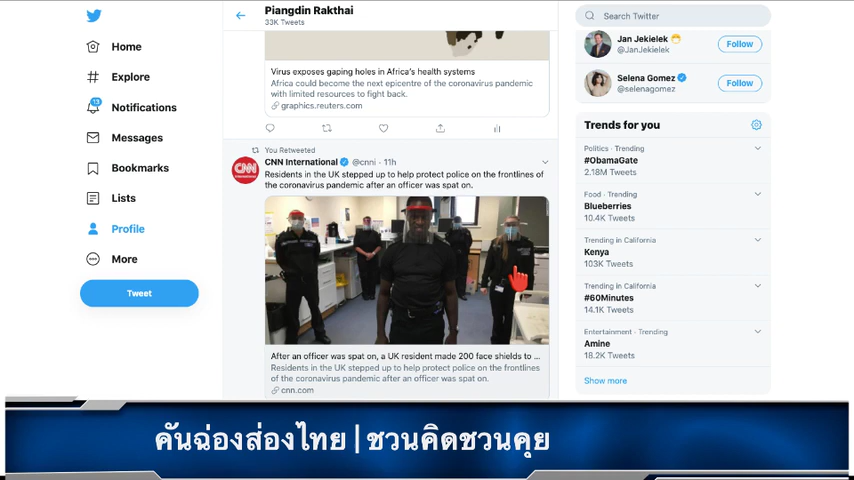 Piangdin Rakthai
33K Tweets
Search Twitter
Home
Explore
13
Notifications
Messages
Bookmarks
Lists
Profile
More
Tweet
Virus exposes gaping holes in Africa's health systems
Africa could become the next epicentre of the coronavirus pandemic
with limited resources to fight back.
graphics.reuters.com
You Retweeted
CNN International @cnni · 11h
Residents in the UK stepped up to help protect police on the frontlines of
the coronavirus pandemic after an officer was spat on.
CNN
After an officer was spat on, a UK resident made 200 face shields to ...
Residents in the UK stepped up to help protect police on the frontlines
of the coronavirus pandemic after an officer was spat on.
cnn.com
Jan Jekielek
@JanJekielek
Follow
Selena Gomez
@selenagomez
Follow
Trends for you
Politics · Trending
#ObamaGate
2.18M Tweets
Food · Trending
Blueberries
10.4K Tweets
Trending in California
Kenya
103K Tweets
Trending in California
#60Minutes
14.1K Tweets
Entertainment · Trending
Amine
18.2K Tweets
Show more
คันฉ่องส่องไทย | ชวนคิดชวนคุย